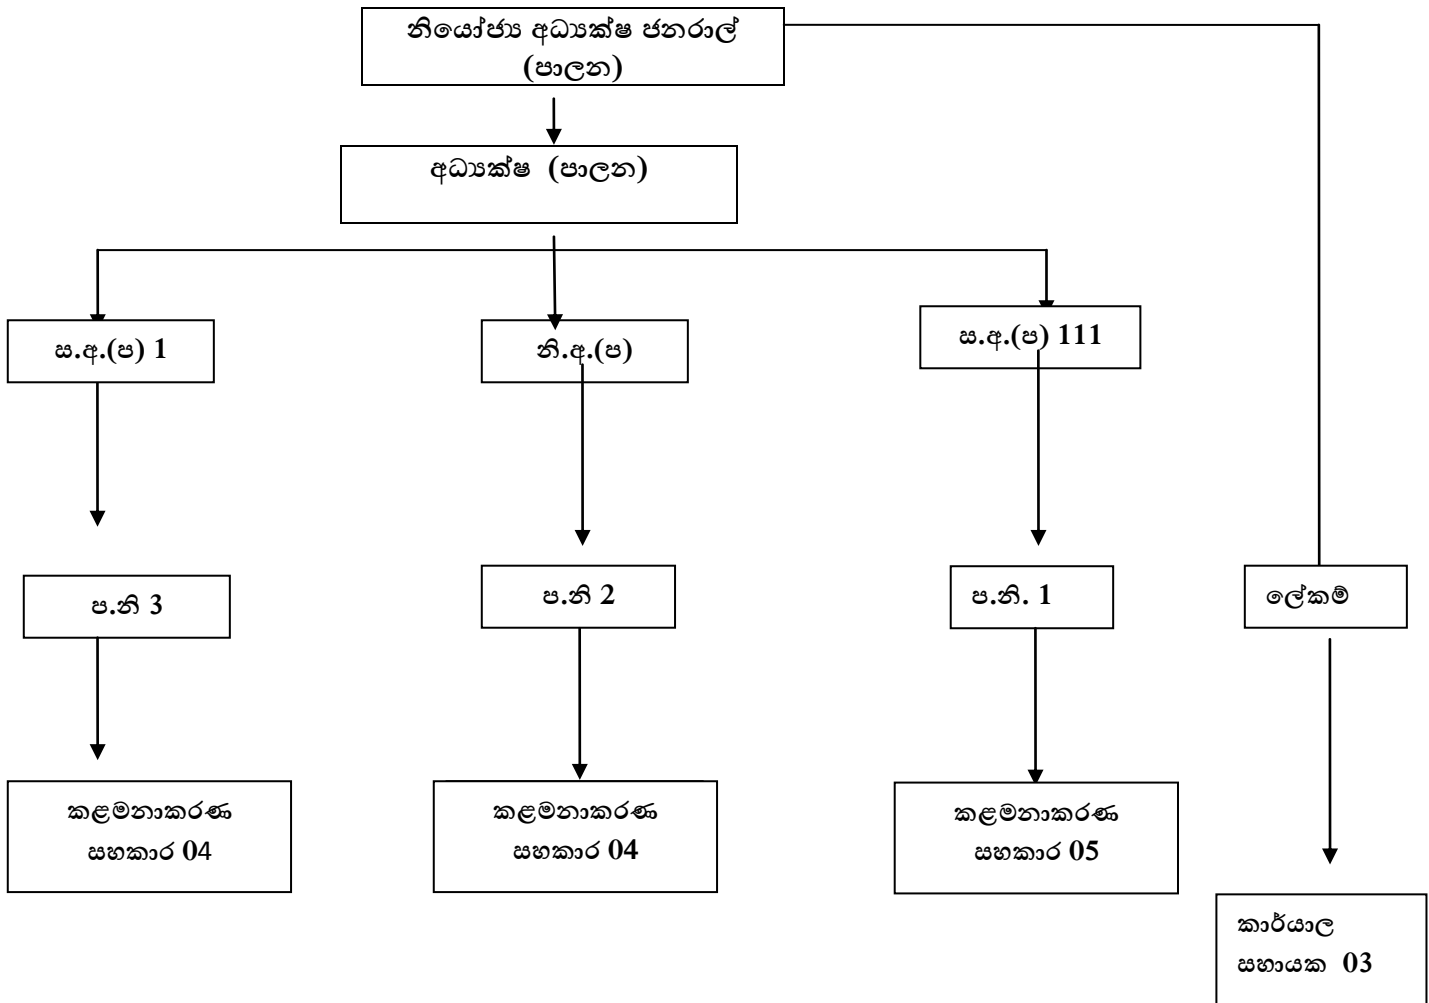 නියෝජ්‍ය අධ්‍යක්ෂ ජනරාල්
(පාලන)
අධ්‍යක්ෂ (පාලන)
ස.අ.(ප) 1
නි.අ.(ප)
ස.අ.(ප) 111
ප.නි 3
ප.නි 2
ප.නි. 1
ලේකම්
කළමනාකරණ
සහකාර 04
කළමනාකරණ
සහකාර 04
කළමනාකරණ
සහකාර 05
කාර්යාල
සහායක 03